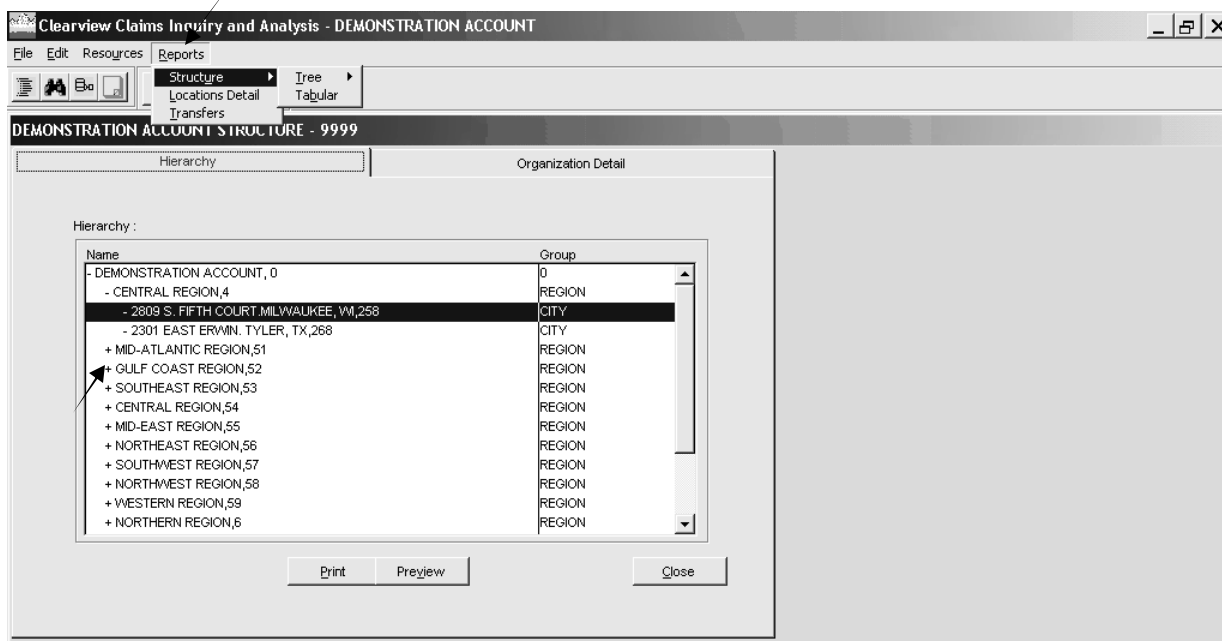 Clearview Claims Inquiry and Analysis - DEMONSTRATION ACCOUNT
File Edit Resources Reports
Structure Tree
Locations Detail Tabular
Transfers
DEMONSTRATION ACCOUNT STRUCTURE - 9999
Hierarchy Organization Detail
Hierarchy :
Name Group
- DEMONSTRATION ACCOUNT, 0 0
- CENTRAL REGION,4 REGION
- 2809 S. FIFTH COURT.MILWAUKEE, WI,258 CITY
- 2301 EAST ERWIN. TYLER, TX,268 CITY
+ MID-ATLANTIC REGION,51 REGION
+ GULF COAST REGION,52 REGION
+ SOUTHEAST REGION,53 REGION
+ CENTRAL REGION,54 REGION
+ MID-EAST REGION,55 REGION
+ NORTHEAST REGION,56 REGION
+ SOUTHWEST REGION,57 REGION
+ NORTHWEST REGION,58 REGION
+ WESTERN REGION,59 REGION
+ NORTHERN REGION,6 REGION
Print Preview Close